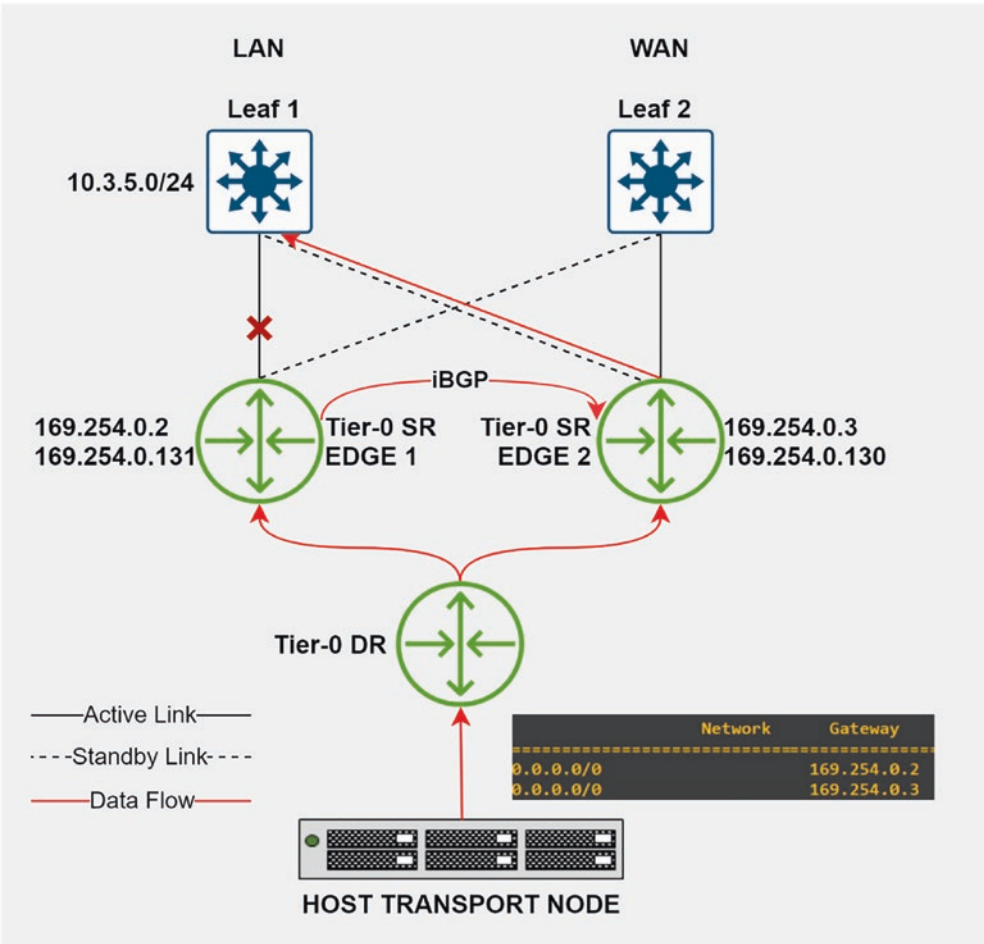 LAN
WAN
Leaf 1
Leaf 2
10.3.5.0/24
iBGP
169.254.0.2
169.254.0.131
Tier-0 SR
EDGE 1
Tier-0 SR
EDGE 2
169.254.0.3
169.254.0.130
Tier-0 DR
Active Link
Standby Link
Data Flow
Network Gateway
0.0.0.0/0 169.254.0.2
0.0.0.0/0 169.254.0.3
HOST TRANSPORT NODE